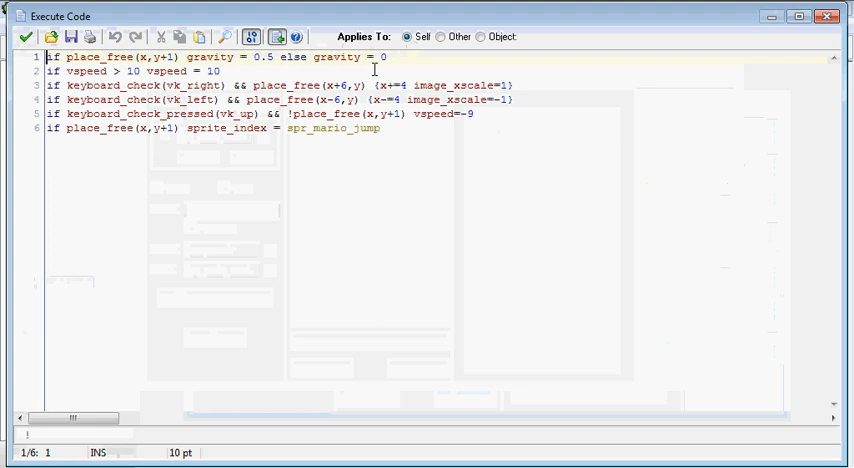 Execute Code
Applies To: Self Other Object:
1 if place_free(x,y+1) gravity = 0.5 else gravity = 0
2 if vspeed > 10 vspeed = 10
3 if keyboard_check(vk_right) && place_free(x+6,y) {x+=4 image_xscale=1}
4 if keyboard_check(vk_left) && place_free(x-6,y) {x-=4 image_xscale=-1}
5 if keyboard_check_pressed(vk_up) && !place_free(x,y+1) vspeed=-9
6 if place_free(x,y+1) sprite_index = spr_mario_jump
1/6: 1 INS 10 pt